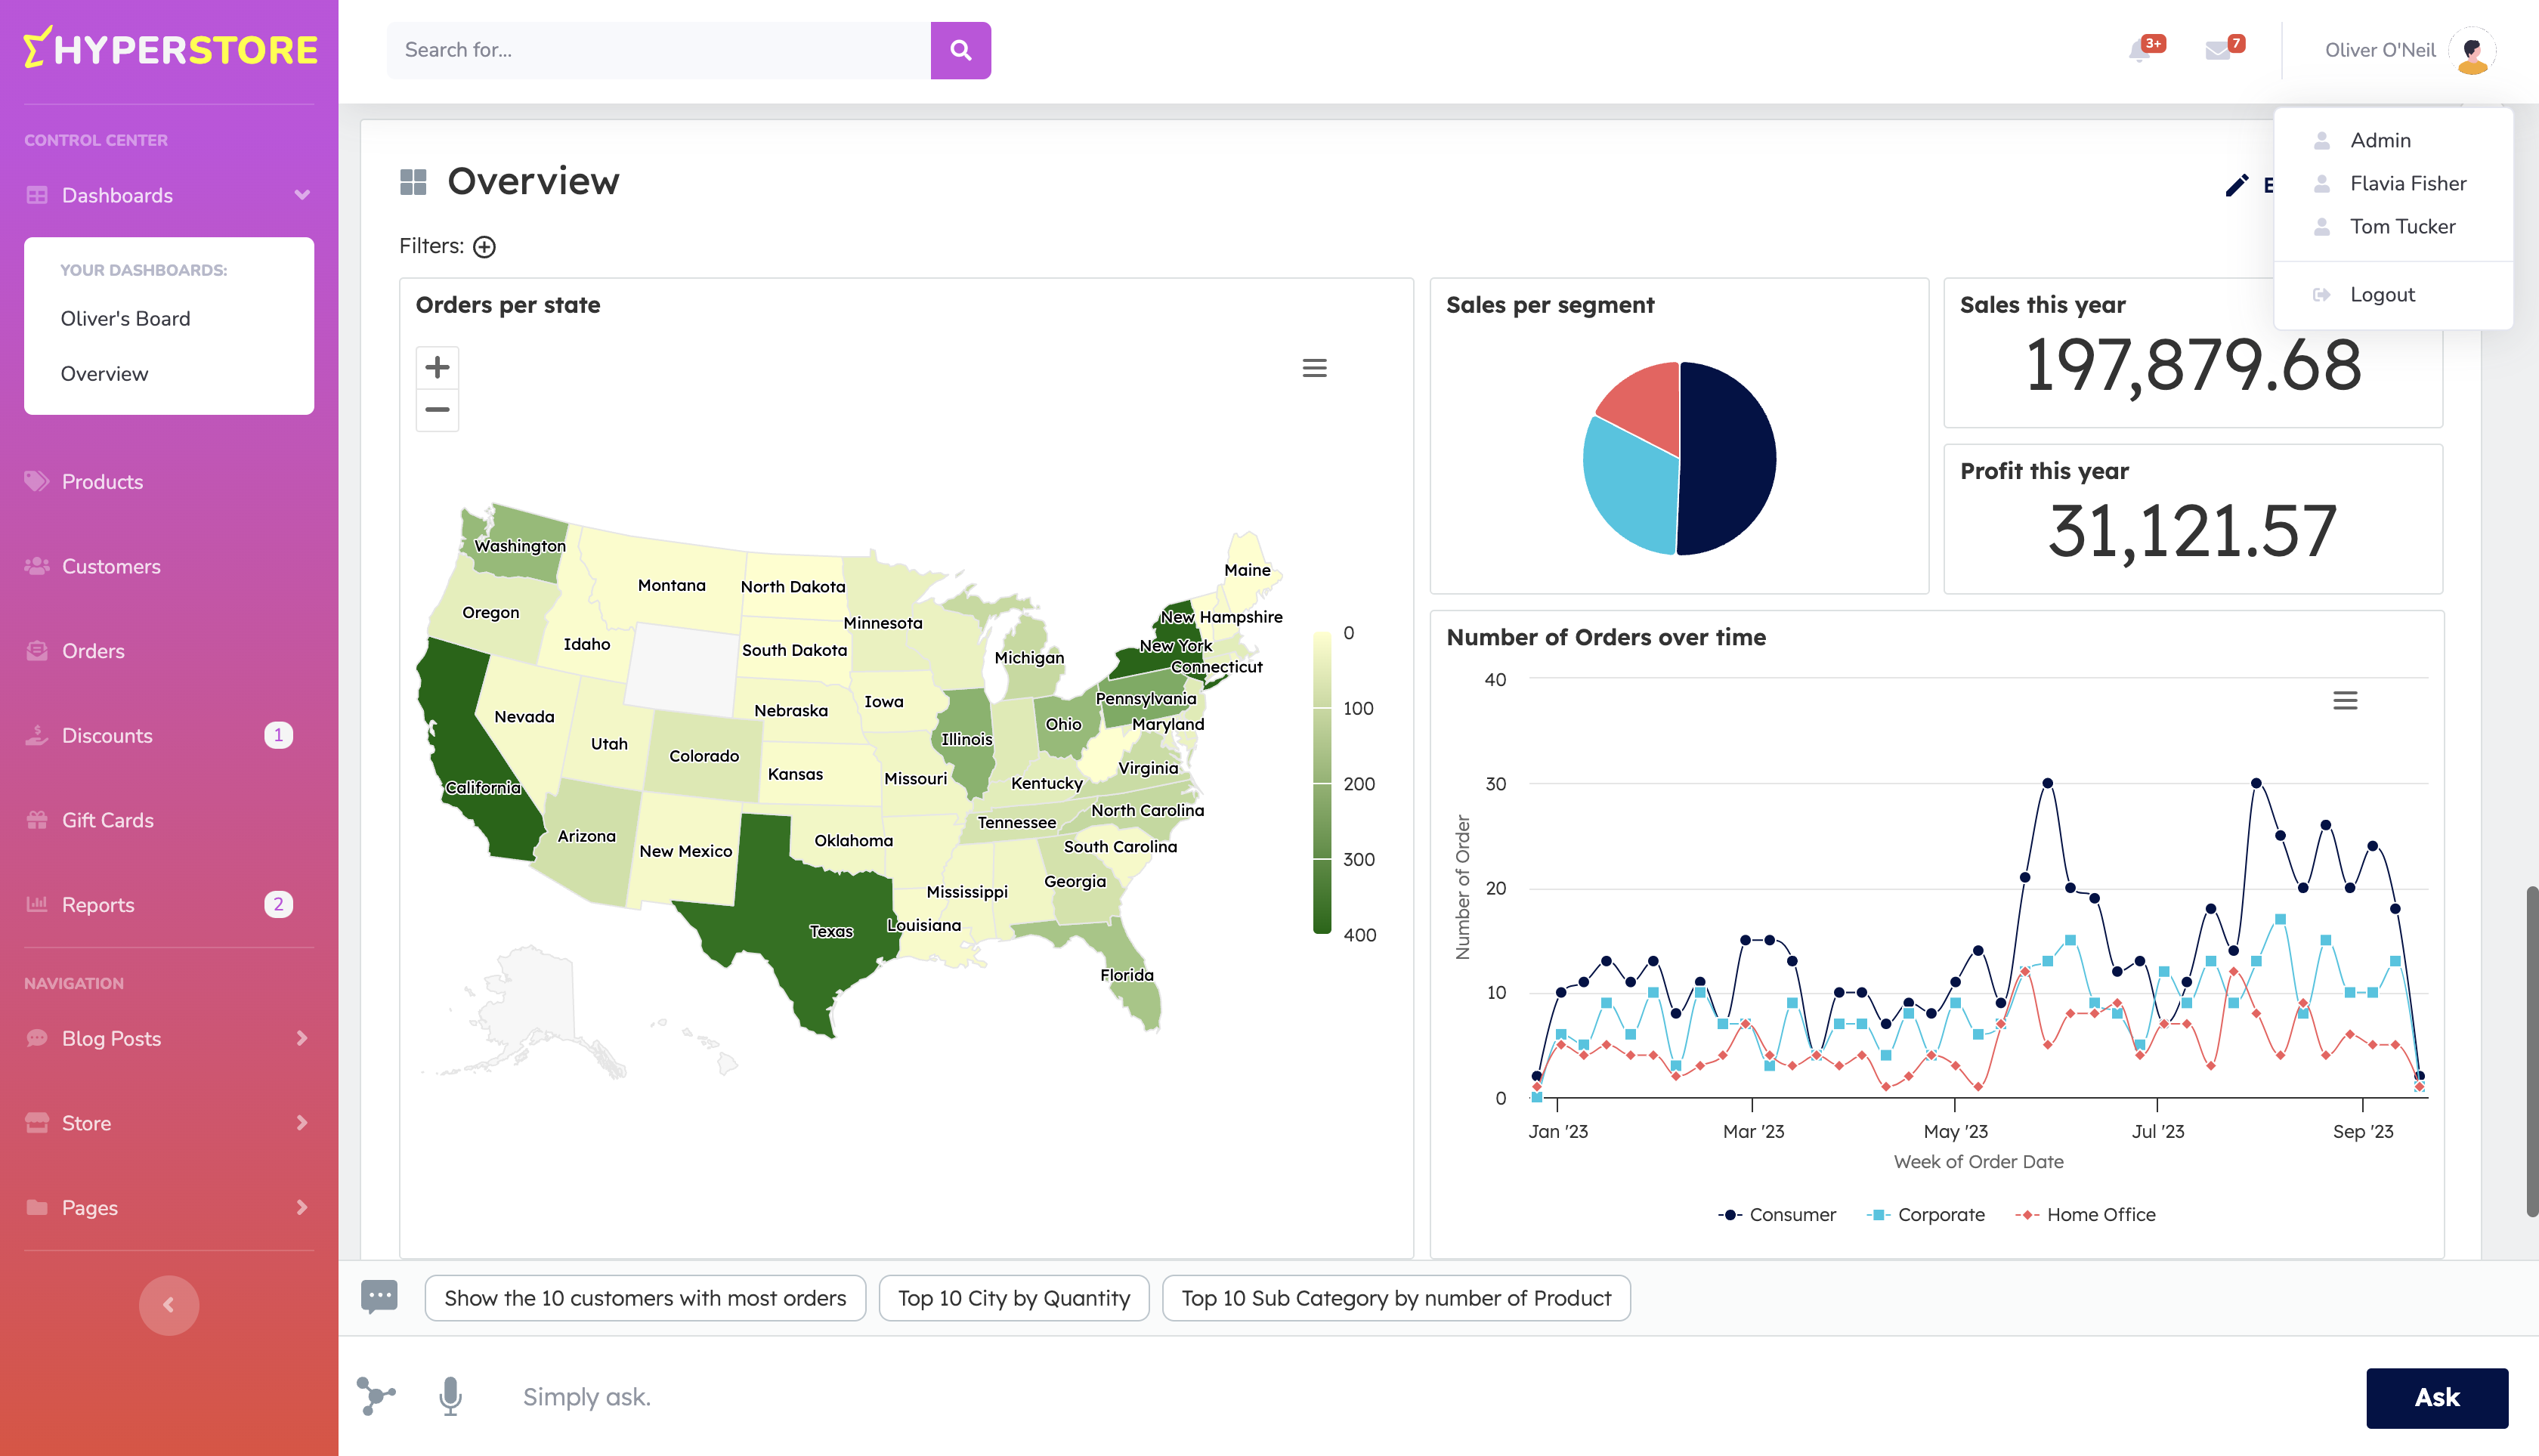 HYPERSTORE
Search for...
3+
7
Oliver O'Neil
CONTROL CENTER
Dashboards
YOUR DASHBOARDS:
Oliver's Board
Overview
Products
Customers
Orders
Discounts 1
Gift Cards
Reports 2
NAVIGATION
Blog Posts
Store
Pages
Admin
Flavia Fisher
Tom Tucker
Logout
Overview
Filters:
Orders per state
Washington
Montana
North Dakota
Maine
Oregon
Minnesota
New Hampshire
Idaho
South Dakota
Michigan
New York
Connecticut
Nevada
Nebraska
Iowa
Pennsylvania
Utah
Colorado
Illinois
Ohio
Maryland
Kansas
Missouri
Kentucky
Virginia
California
Arizona
New Mexico
Oklahoma
Tennessee
North Carolina
South Carolina
Mississippi
Georgia
Texas
Louisiana
Florida
0
100
200
300
400
Sales per segment
Sales this year
197,879.68
Profit this year
31,121.57
Number of Orders over time
40
30
20
10
0
Number of Order
Jan '23 Mar '23 May '23 Jul '23 Sep '23
Week of Order Date
Consumer Corporate Home Office
Show the 10 customers with most orders
Top 10 City by Quantity
Top 10 Sub Category by number of Product
Simply ask.
Ask